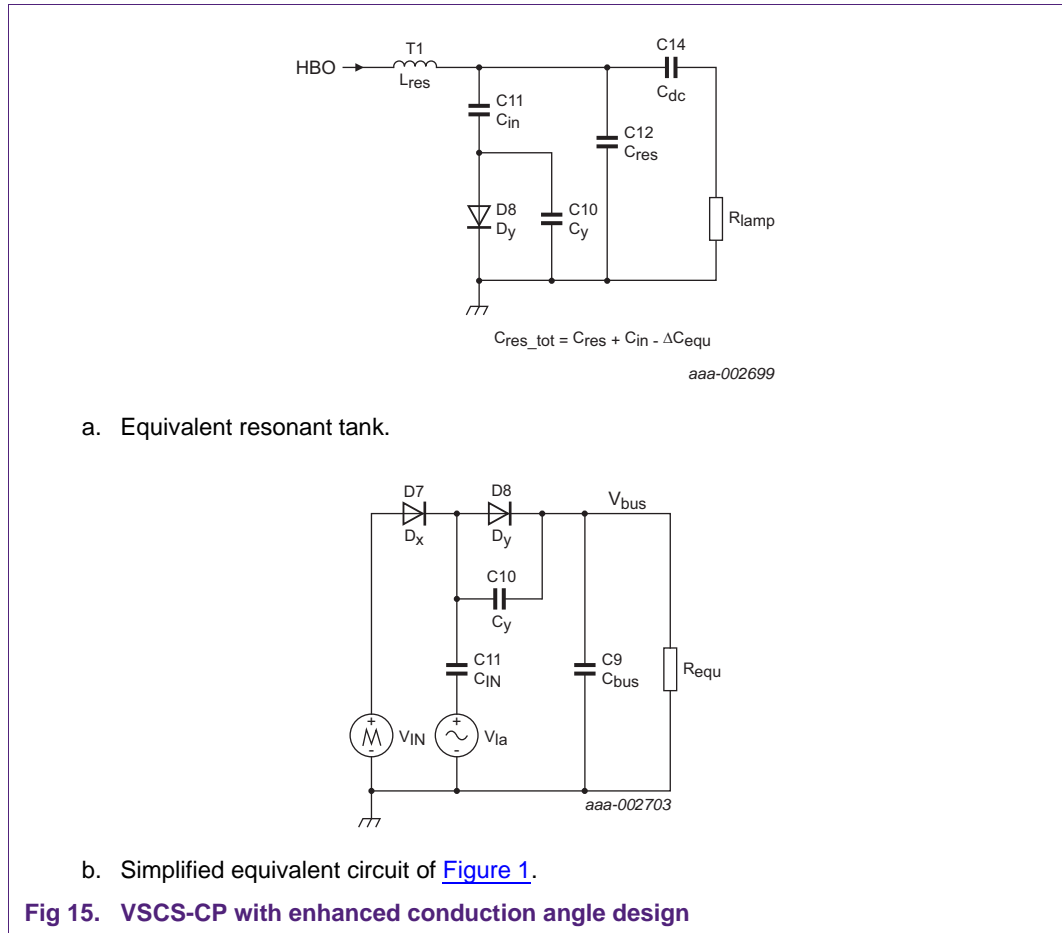 T1
HBO
Lres
C14
Cdc
C11
Cin
C12
Cres
D8
Dy
C10
Cy
Rlamp
Cres_tot = Cres + Cin - ΔCequ
aaa-002699
a. Equivalent resonant tank.
D7
Dx
D8
Dy
Vbus
C10
Cy
C11
CIN
C9
Cbus
Requ
+
VIN
-
+
Vla
-
aaa-002703
b. Simplified equivalent circuit of Figure 1.
Fig 15. VSCS-CP with enhanced conduction angle design